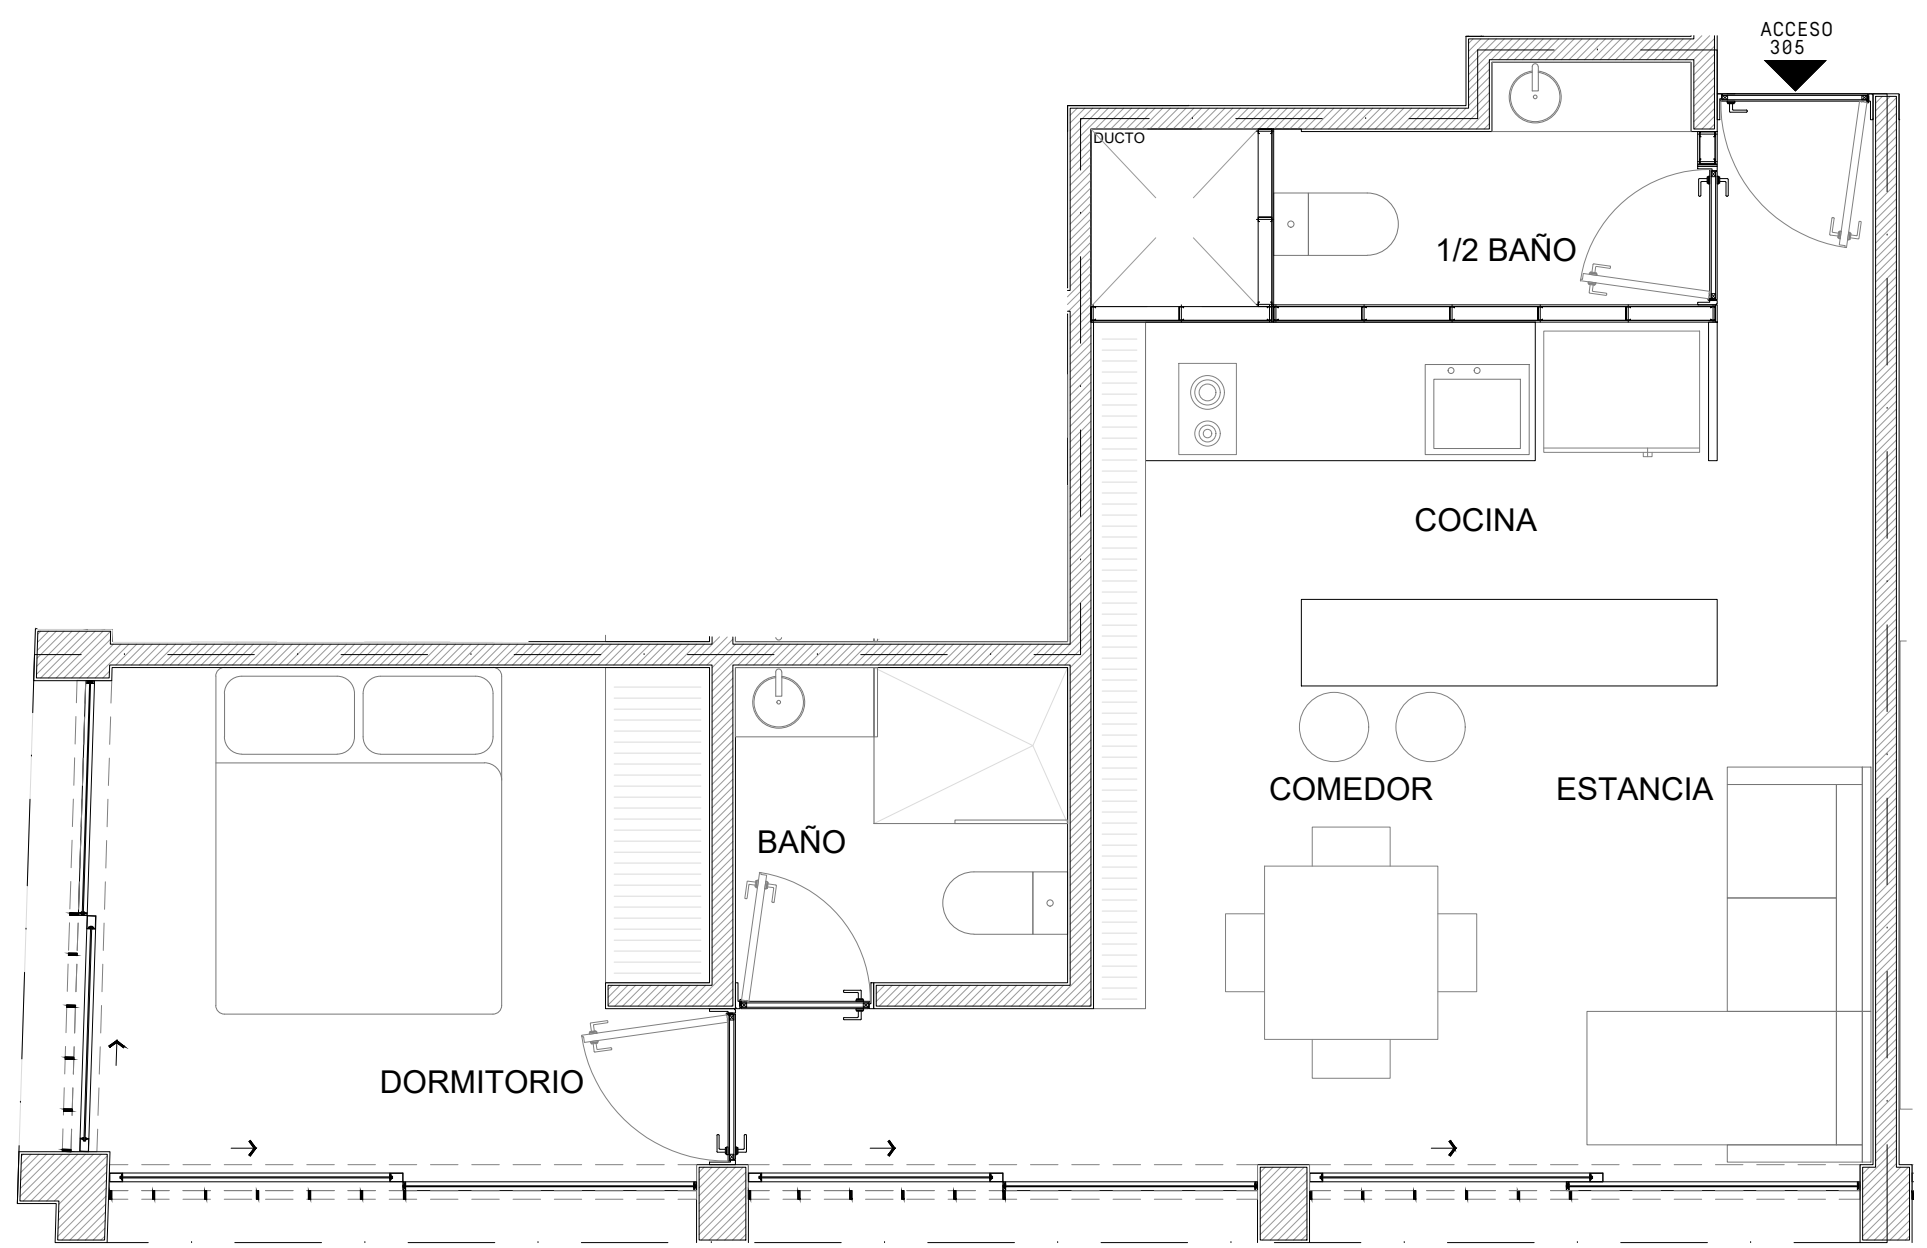 ACCESO
305
DUCTO
1/2 BAÑO
COCINA
COMEDOR
ESTANCIA
BAÑO
DORMITORIO